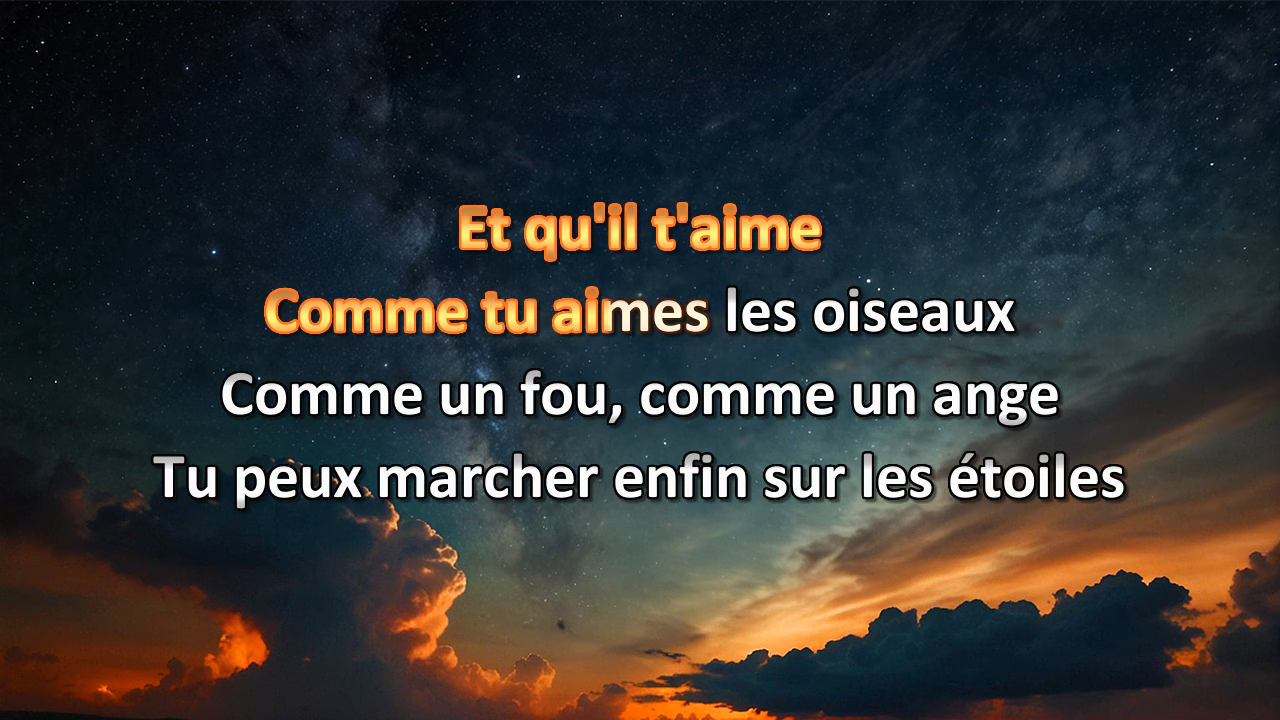 Et qu'il t'aime
Comme tu aimes les oiseaux
Comme un fou, comme un ange
Tu peux marcher enfin sur les étoiles